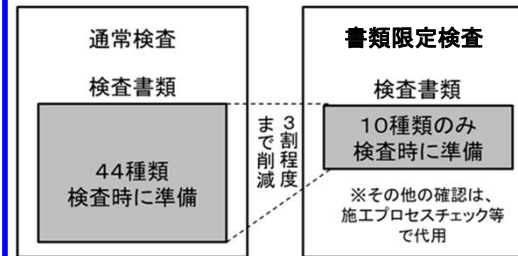 通常検査
検査書類
44種類
検査時に準備
3割程度
まで削減
書類限定検査
検査書類
10種類のみ
検査時に準備
※その他の確認は、
施工プロセスチェック等
で代用